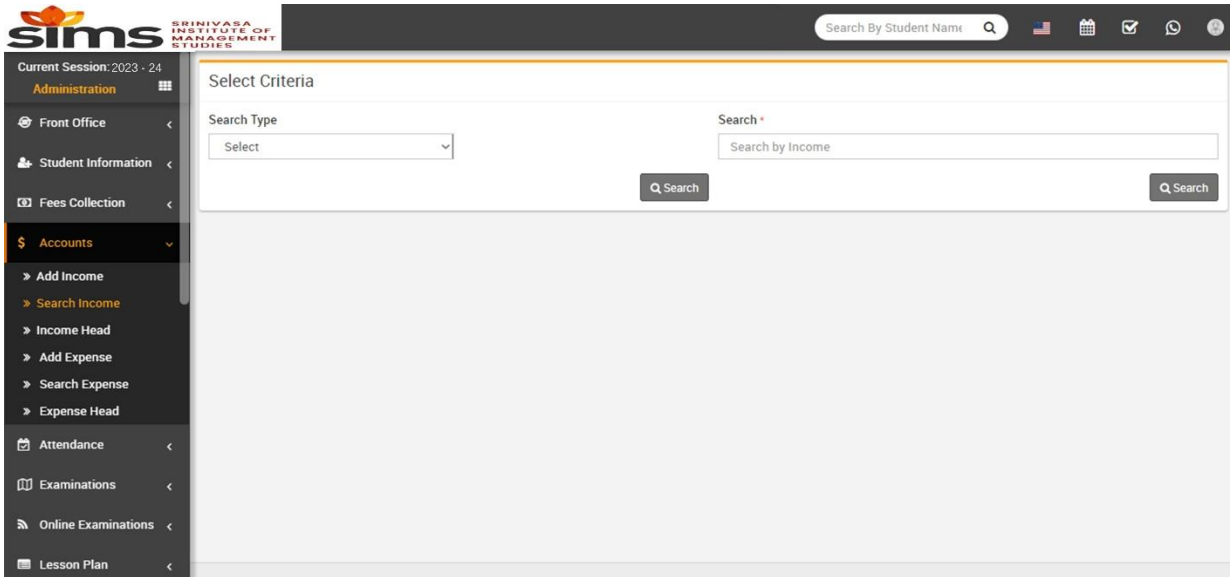 sims
SRINIVASA
INSTITUTE OF
MANAGEMENT
STUDIES
Search By Student Name
Current Session: 2023 - 24
Administration
Front Office
Student Information
Fees Collection
$ Accounts
» Add Income
» Search Income
» Income Head
» Add Expense
» Search Expense
» Expense Head
Attendance
Examinations
Online Examinations
Lesson Plan
Select Criteria
Search Type
Select
Search
Search *
Search by Income
Search